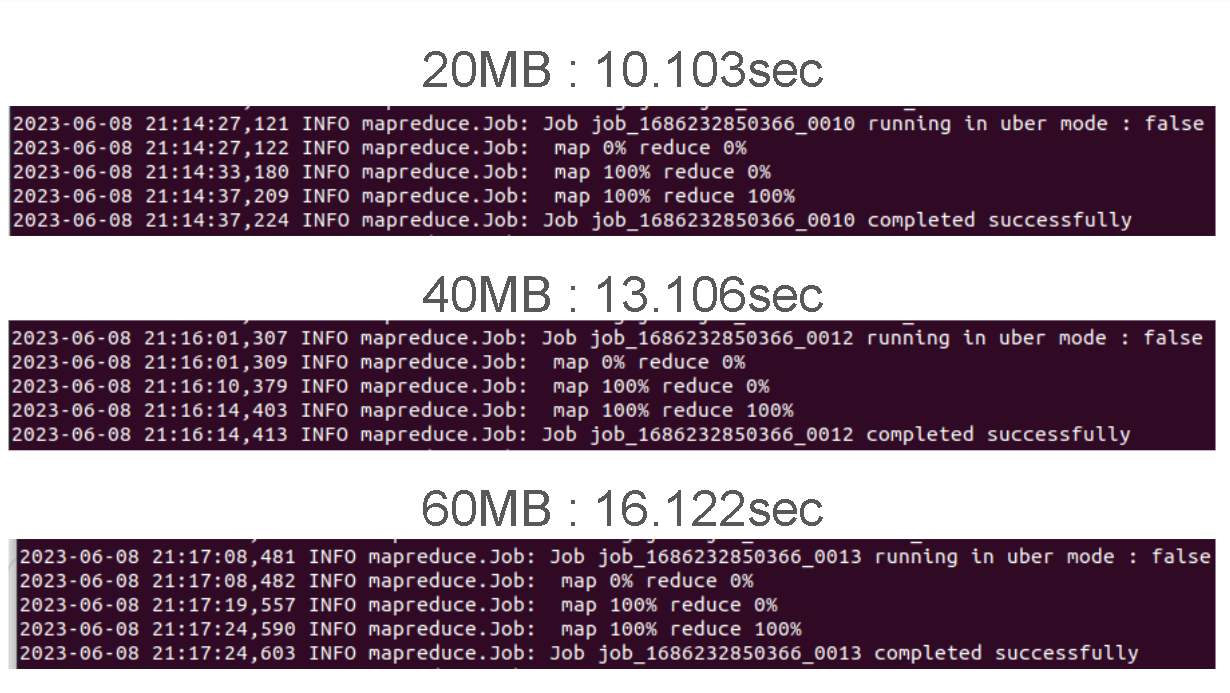 20MB : 10.103sec
2023-06-08 21:14:27,121 INFO mapreduce.Job: Job job_1686232850366_0010 running in uber mode : false
2023-06-08 21:14:27,122 INFO mapreduce.Job:  map 0% reduce 0%
2023-06-08 21:14:33,180 INFO mapreduce.Job:  map 100% reduce 0%
2023-06-08 21:14:37,209 INFO mapreduce.Job:  map 100% reduce 100%
2023-06-08 21:14:37,224 INFO mapreduce.Job: Job job_1686232850366_0010 completed successfully
40MB : 13.106sec
2023-06-08 21:16:01,307 INFO mapreduce.Job: Job job_1686232850366_0012 running in uber mode : false
2023-06-08 21:16:01,309 INFO mapreduce.Job:  map 0% reduce 0%
2023-06-08 21:16:10,379 INFO mapreduce.Job:  map 100% reduce 0%
2023-06-08 21:16:14,403 INFO mapreduce.Job:  map 100% reduce 100%
2023-06-08 21:16:14,413 INFO mapreduce.Job: Job job_1686232850366_0012 completed successfully
60MB : 16.122sec
2023-06-08 21:17:08,481 INFO mapreduce.Job: Job job_1686232850366_0013 running in uber mode : false
2023-06-08 21:17:08,482 INFO mapreduce.Job:  map 0% reduce 0%
2023-06-08 21:17:19,557 INFO mapreduce.Job:  map 100% reduce 0%
2023-06-08 21:17:24,590 INFO mapreduce.Job:  map 100% reduce 100%
2023-06-08 21:17:24,603 INFO mapreduce.Job: Job job_1686232850366_0013 completed successfully